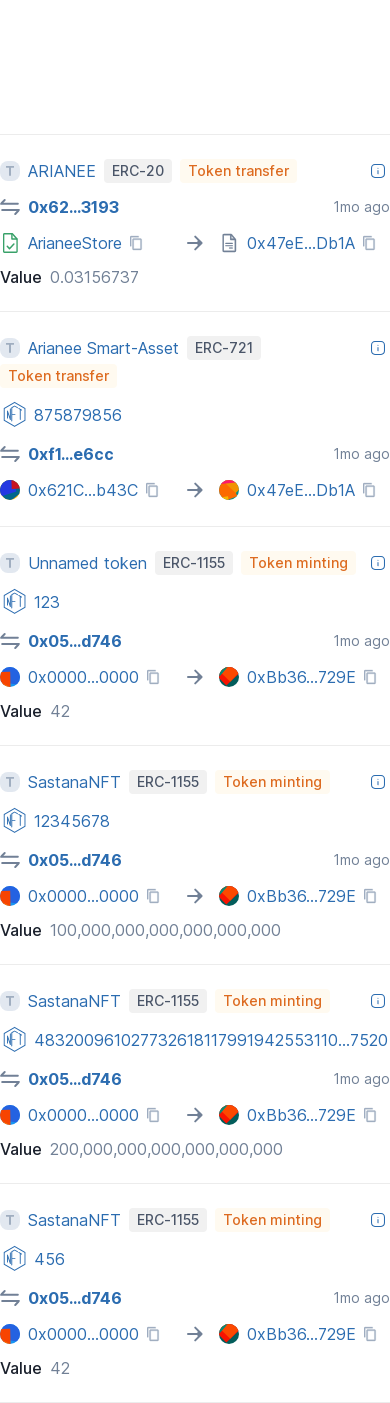 T ARIANEE ERC-20 Token transfer
0x62...3193 1mo ago
ArianeeStore 0x47eE...Db1A
Value 0.03156737
T Arianee Smart-Asset ERC-721
Token transfer
NFT 875879856
0xf1...e6cc 1mo ago
0x621C...b43C 0x47eE...Db1A
T Unnamed token ERC-1155 Token minting
NFT 123
0x05...d746 1mo ago
0x0000...0000 0xBb36...729E
Value 42
T SastanaNFT ERC-1155 Token minting
NFT 12345678
0x05...d746 1mo ago
0x0000...0000 0xBb36...729E
Value 100,000,000,000,000,000,000
T SastanaNFT ERC-1155 Token minting
NFT 483200961027732618117991942553110...7520
0x05...d746 1mo ago
0x0000...0000 0xBb36...729E
Value 200,000,000,000,000,000,000
T SastanaNFT ERC-1155 Token minting
NFT 456
0x05...d746 1mo ago
0x0000...0000 0xBb36...729E
Value 42